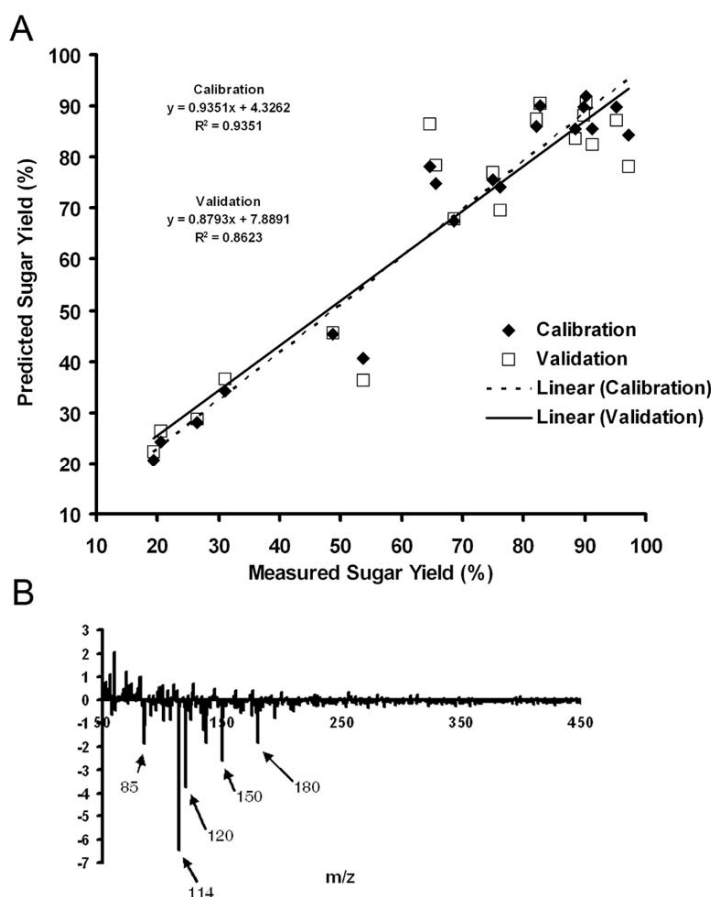 A
Predicted Sugar Yield (%)
100
90
80
70
60
50
40
30
20
10
Calibration
y = 0.9351x + 4.3262
R² = 0.9351
Validation
y = 0.8793x + 7.8891
R² = 0.8623
Calibration
Validation
Linear (Calibration)
Linear (Validation)
10 20 30 40 50 60 70 80 90 100
Measured Sugar Yield (%)
B
3
2
1
0
-1
-2
-3
-4
-5
-6
-7
50 150 250 350 450
85
150
180
120
114
m/z